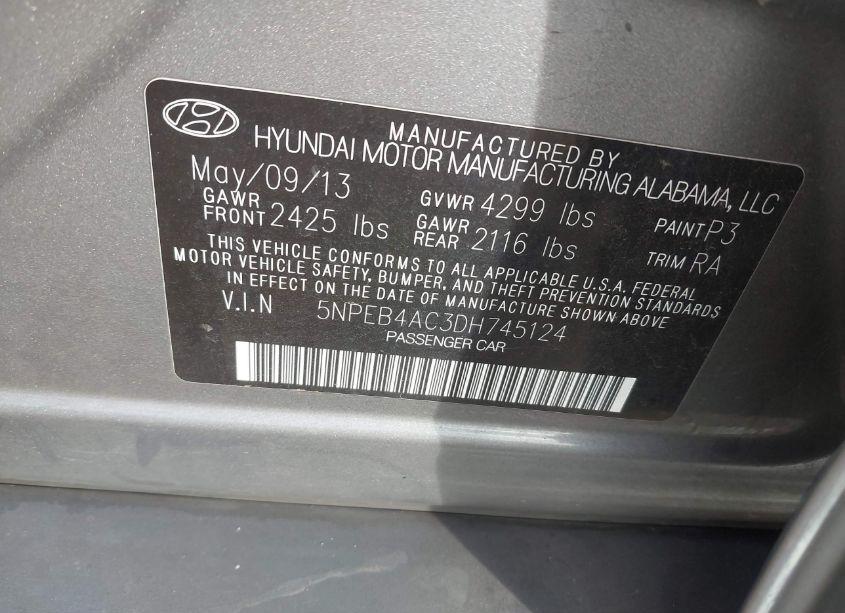 MANUFACTURED BY
HYUNDAI MOTOR MANUFACTURING ALABAMA, LLC
May/09/13 GVWR 4299 lbs PAINT P3
GAWR FRONT 2425 lbs GAWR REAR 2116 lbs TRIM RA
THIS VEHICLE CONFORMS TO ALL APPLICABLE U.S.A. FEDERAL
MOTOR VEHICLE SAFETY, BUMPER, AND THEFT PREVENTION STANDARDS
IN EFFECT ON THE DATE OF MANUFACTURE SHOWN ABOVE
V.I.N 5NPEB4AC3DH745124
PASSENGER CAR